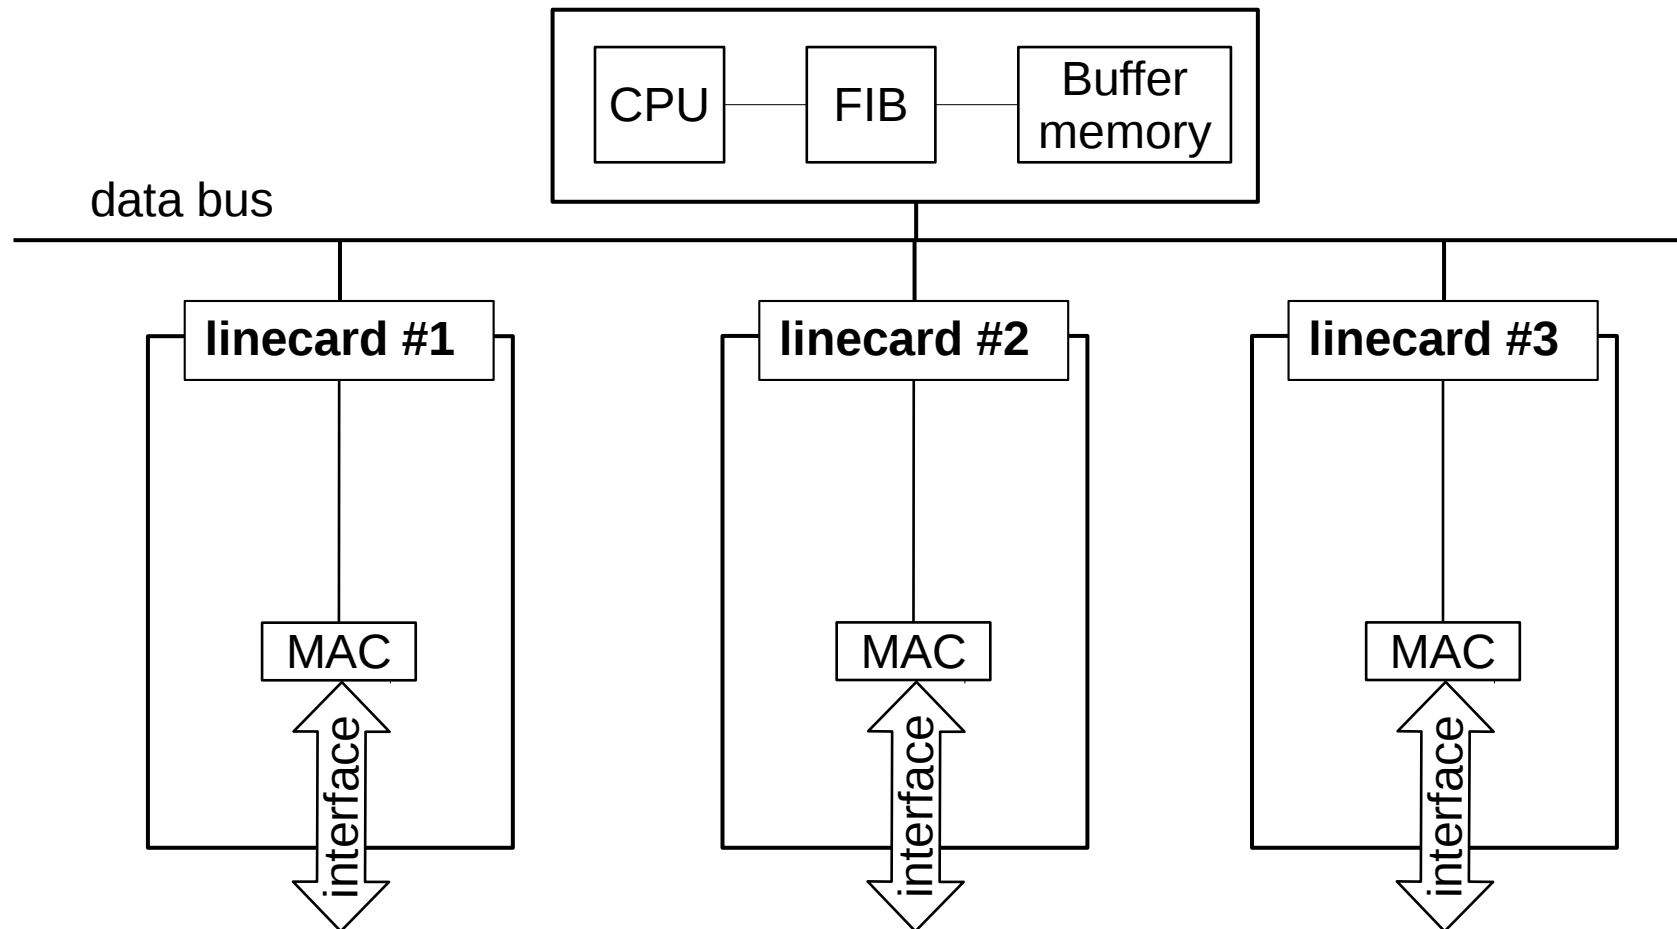 CPU
FIB
Buffer
memory
data bus
linecard #1
linecard #2
linecard #3
MAC
MAC
MAC
interface
interface
interface